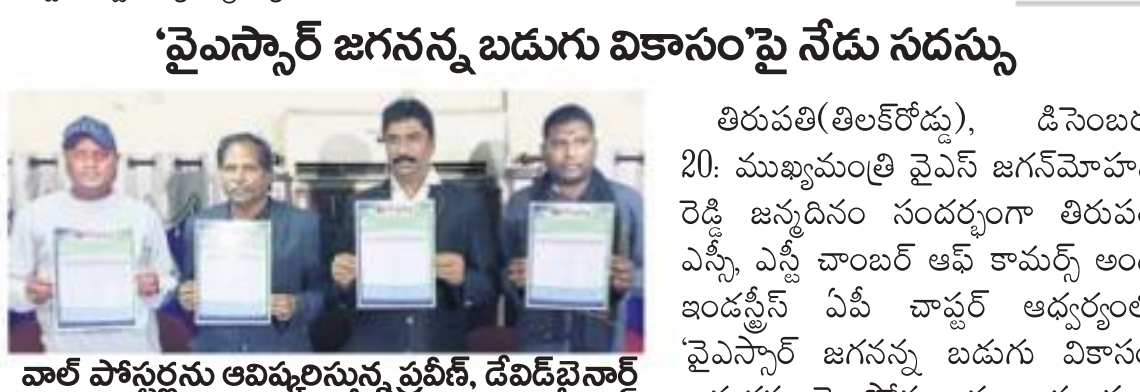 ‘వైఎస్సార్ జగనన్న బడుగు వికాసం’పై నేడు సదస్సు
తిరుపతి(తిలక్‌రోడ్డు), డిసెంబర్
20: ముఖ్యమంత్రి వైఎస్ జగన్‌మోహ
రెడ్డి జన్మదినం సందర్భంగా తిరుప
ఎస్సీ, ఎస్టీ చాంబర్ ఆఫ్ కామర్స్ అం
ఇండస్ట్రీస్ ఏపీ చాప్టర్ ఆధ్వర్యం
‘వైఎస్సార్ జగనన్న బడుగు వికాసం
వాల్ పోస్టర్లను ఆవిష్కరిస్తున్న ప్రవీణ్, డేవిడ్‌బైనార్డ్